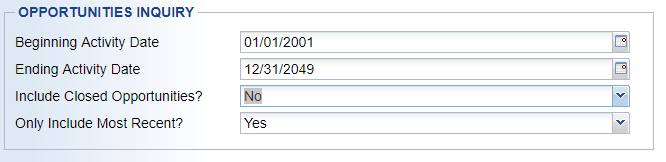 OPPORTUNITIES INQUIRY
Beginning Activity Date 01/01/2001
Ending Activity Date 12/31/2049
Include Closed Opportunities? No
Only Include Most Recent? Yes